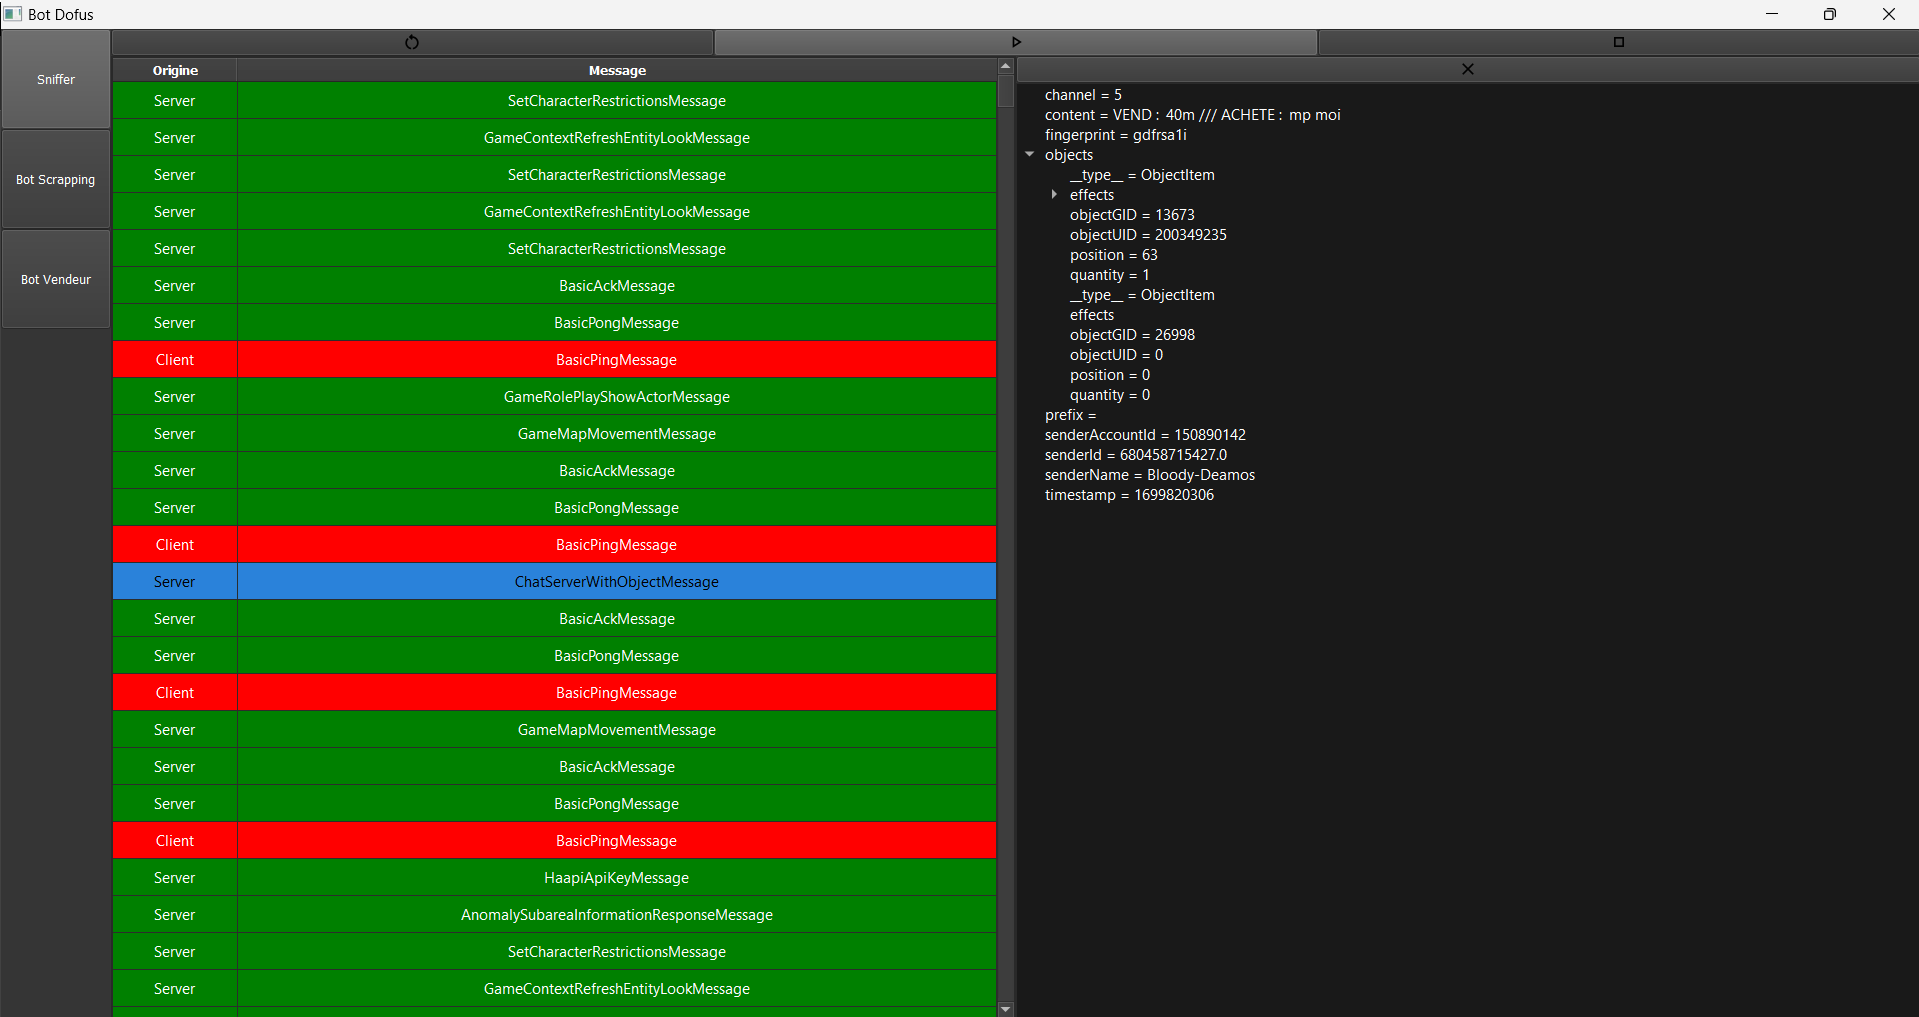 Bot Dofus
Sniffer
Bot Scrapping
Bot Vendeur
Origine Message
Server SetCharacterRestrictionsMessage
Server GameContextRefreshEntityLookMessage
Server SetCharacterRestrictionsMessage
Server GameContextRefreshEntityLookMessage
Server SetCharacterRestrictionsMessage
Server BasicAckMessage
Server BasicPongMessage
Client BasicPingMessage
Server GameRolePlayShowActorMessage
Server GameMapMovementMessage
Server BasicAckMessage
Server BasicPongMessage
Client BasicPingMessage
Server ChatServerWithObjectMessage
Server BasicAckMessage
Server BasicPongMessage
Client BasicPingMessage
Server GameMapMovementMessage
Server BasicAckMessage
Server BasicPongMessage
Client BasicPingMessage
Server HaapiApiKeyMessage
Server AnomalySubareaInformationResponseMessage
Server SetCharacterRestrictionsMessage
Server GameContextRefreshEntityLookMessage
channel = 5
content = VEND : 40m /// ACHETE : mp moi
fingerprint = gdfrsa1i
objects
__type__ = ObjectItem
effects
objectGID = 13673
objectUID = 200349235
position = 63
quantity = 1
__type__ = ObjectItem
effects
objectGID = 26998
objectUID = 0
position = 0
quantity = 0
prefix =
senderAccountId = 150890142
senderId = 680458715427.0
senderName = Bloody-Deamos
timestamp = 1699820306